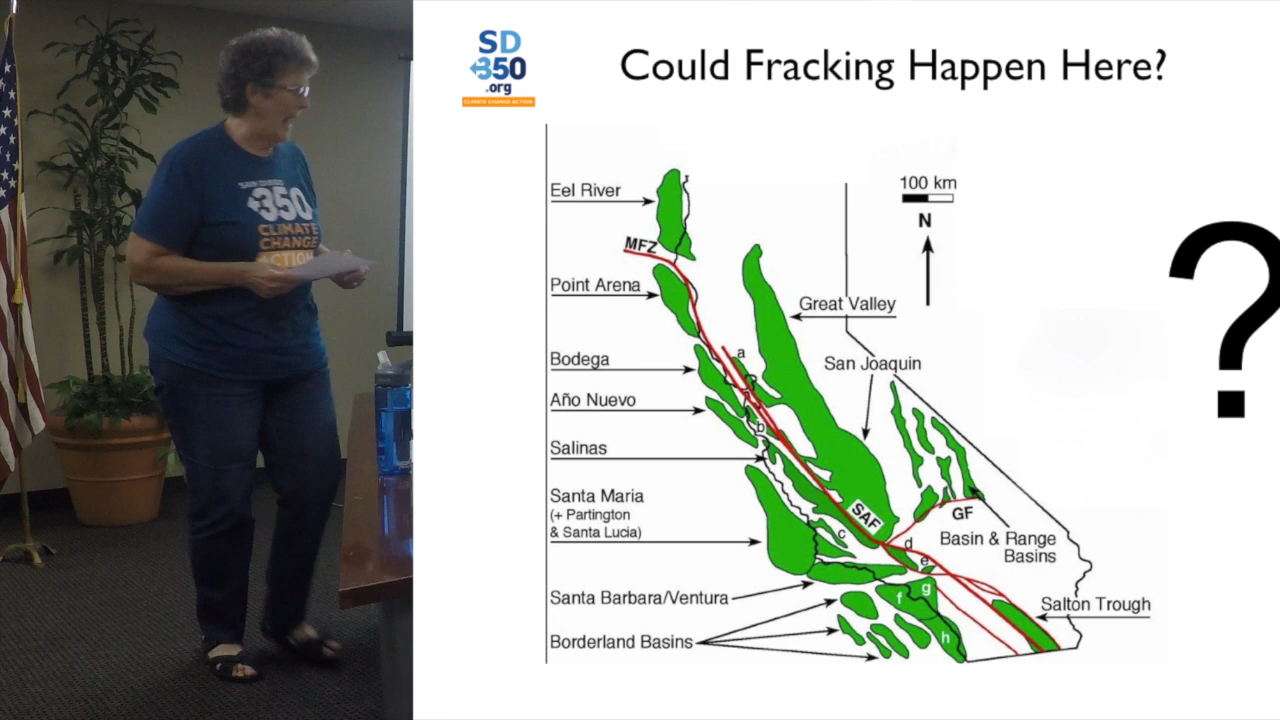 SD
350
.org
CLIMATE CHANGE ACTION
Could Fracking Happen Here?
350
CLIMATE
CHANGE
ACTION
Eel River
MFZ
Point Arena
Bodega
Año Nuevo
Salinas
Santa Maria
(+ Partington
& Santa Lucia)
Santa Barbara/Ventura
Borderland Basins
100 km
N
Great Valley
San Joaquin
a
b
c
SAF
GF
d
e
Basin & Range
Basins
f
g
h
Salton Trough
?